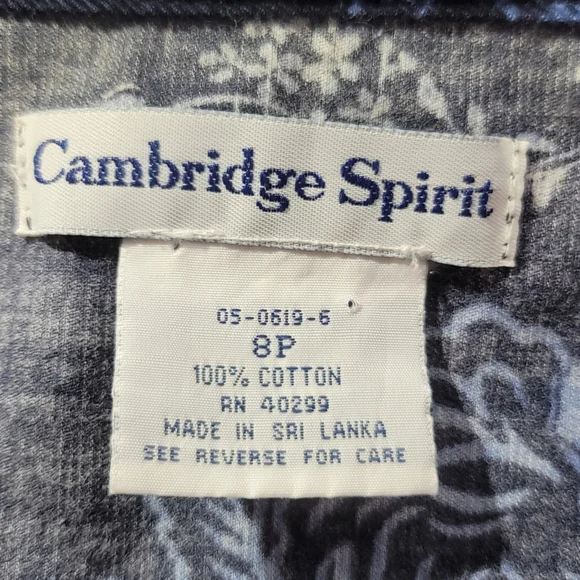 Cambridge Spirit
05-0619-6
8P
100% COTTON
RN 40299
MADE IN SRI LANKA
SEE REVERSE FOR CARE